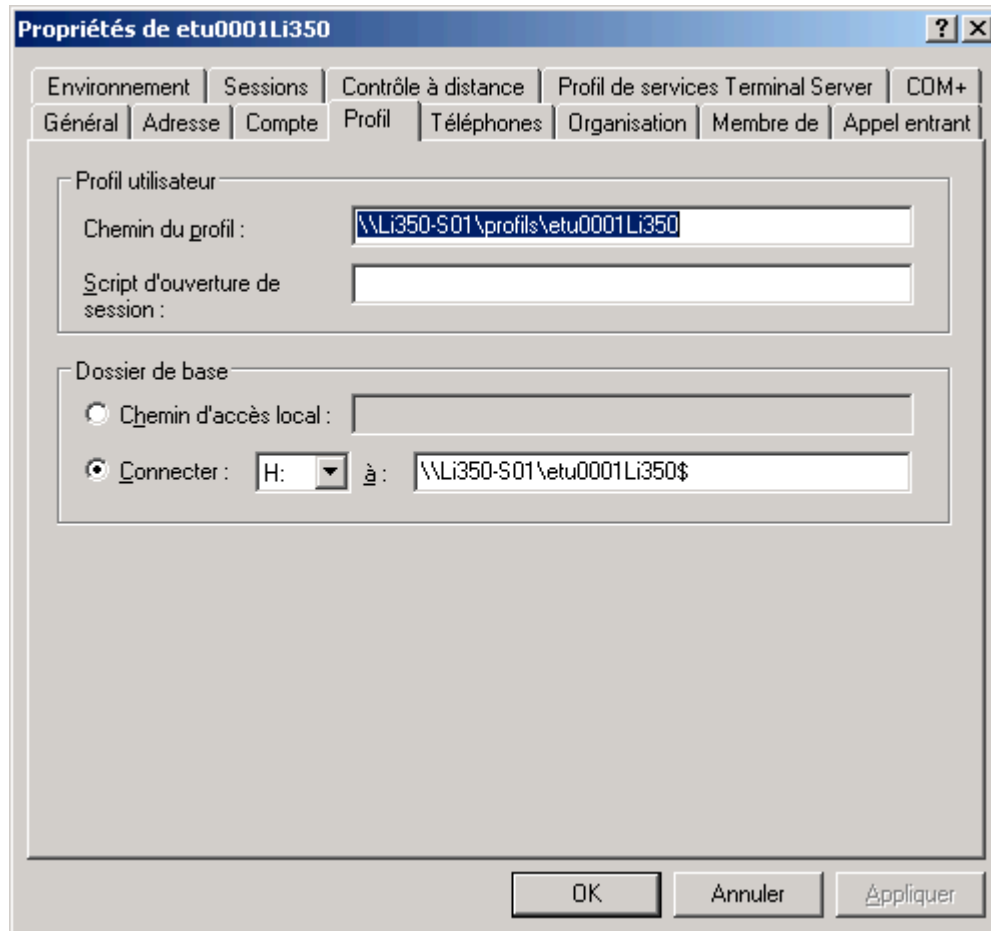 Propriétés de etu0001Li350
? X
Environnement Sessions Contrôle à distance Profil de services Terminal Server COM+
Général Adresse Compte Profil Téléphones Organisation Membre de Appel entrant
Profil utilisateur
Chemin du profil : \\Li350-S01\profils\etu0001Li350
Script d'ouverture de
session :
Dossier de base
Chemin d'accès local :
Connecter : H: à : \\Li350-S01\etu0001Li350$
OK Annuler Appliquer